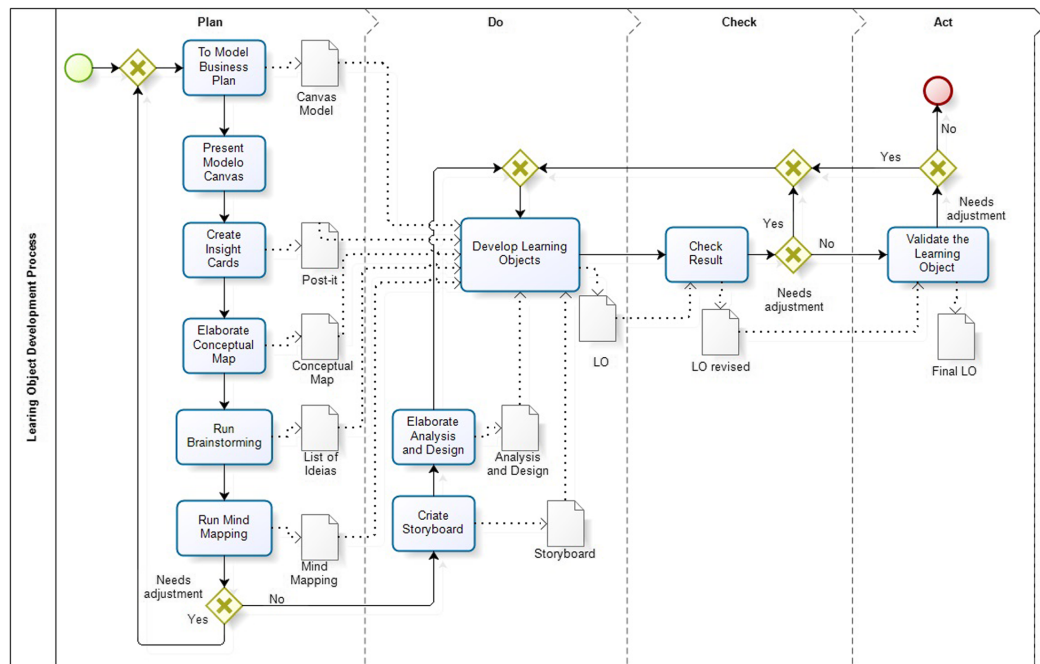 Learing Object Development Process
Plan
Do
Check
Act
To Model
Business
Plan
Canvas
Model
Present
Modelo
Canvas
Create
Insight
Cards
Post-it
Elaborate
Conceptual
Map
Conceptual
Map
Run
Brainstorming
List of
Ideias
Run Mind
Mapping
Mind
Mapping
Needs
adjustment
Yes
No
Elaborate
Analysis
and Design
Analysis
and Design
Criate
Storyboard
Storyboard
Develop Learning
Objects
LO
Check
Result
LO revised
Yes
No
Needs
adjustment
Validate the
Learning
Object
Final LO
Needs
adjustment
Yes
No